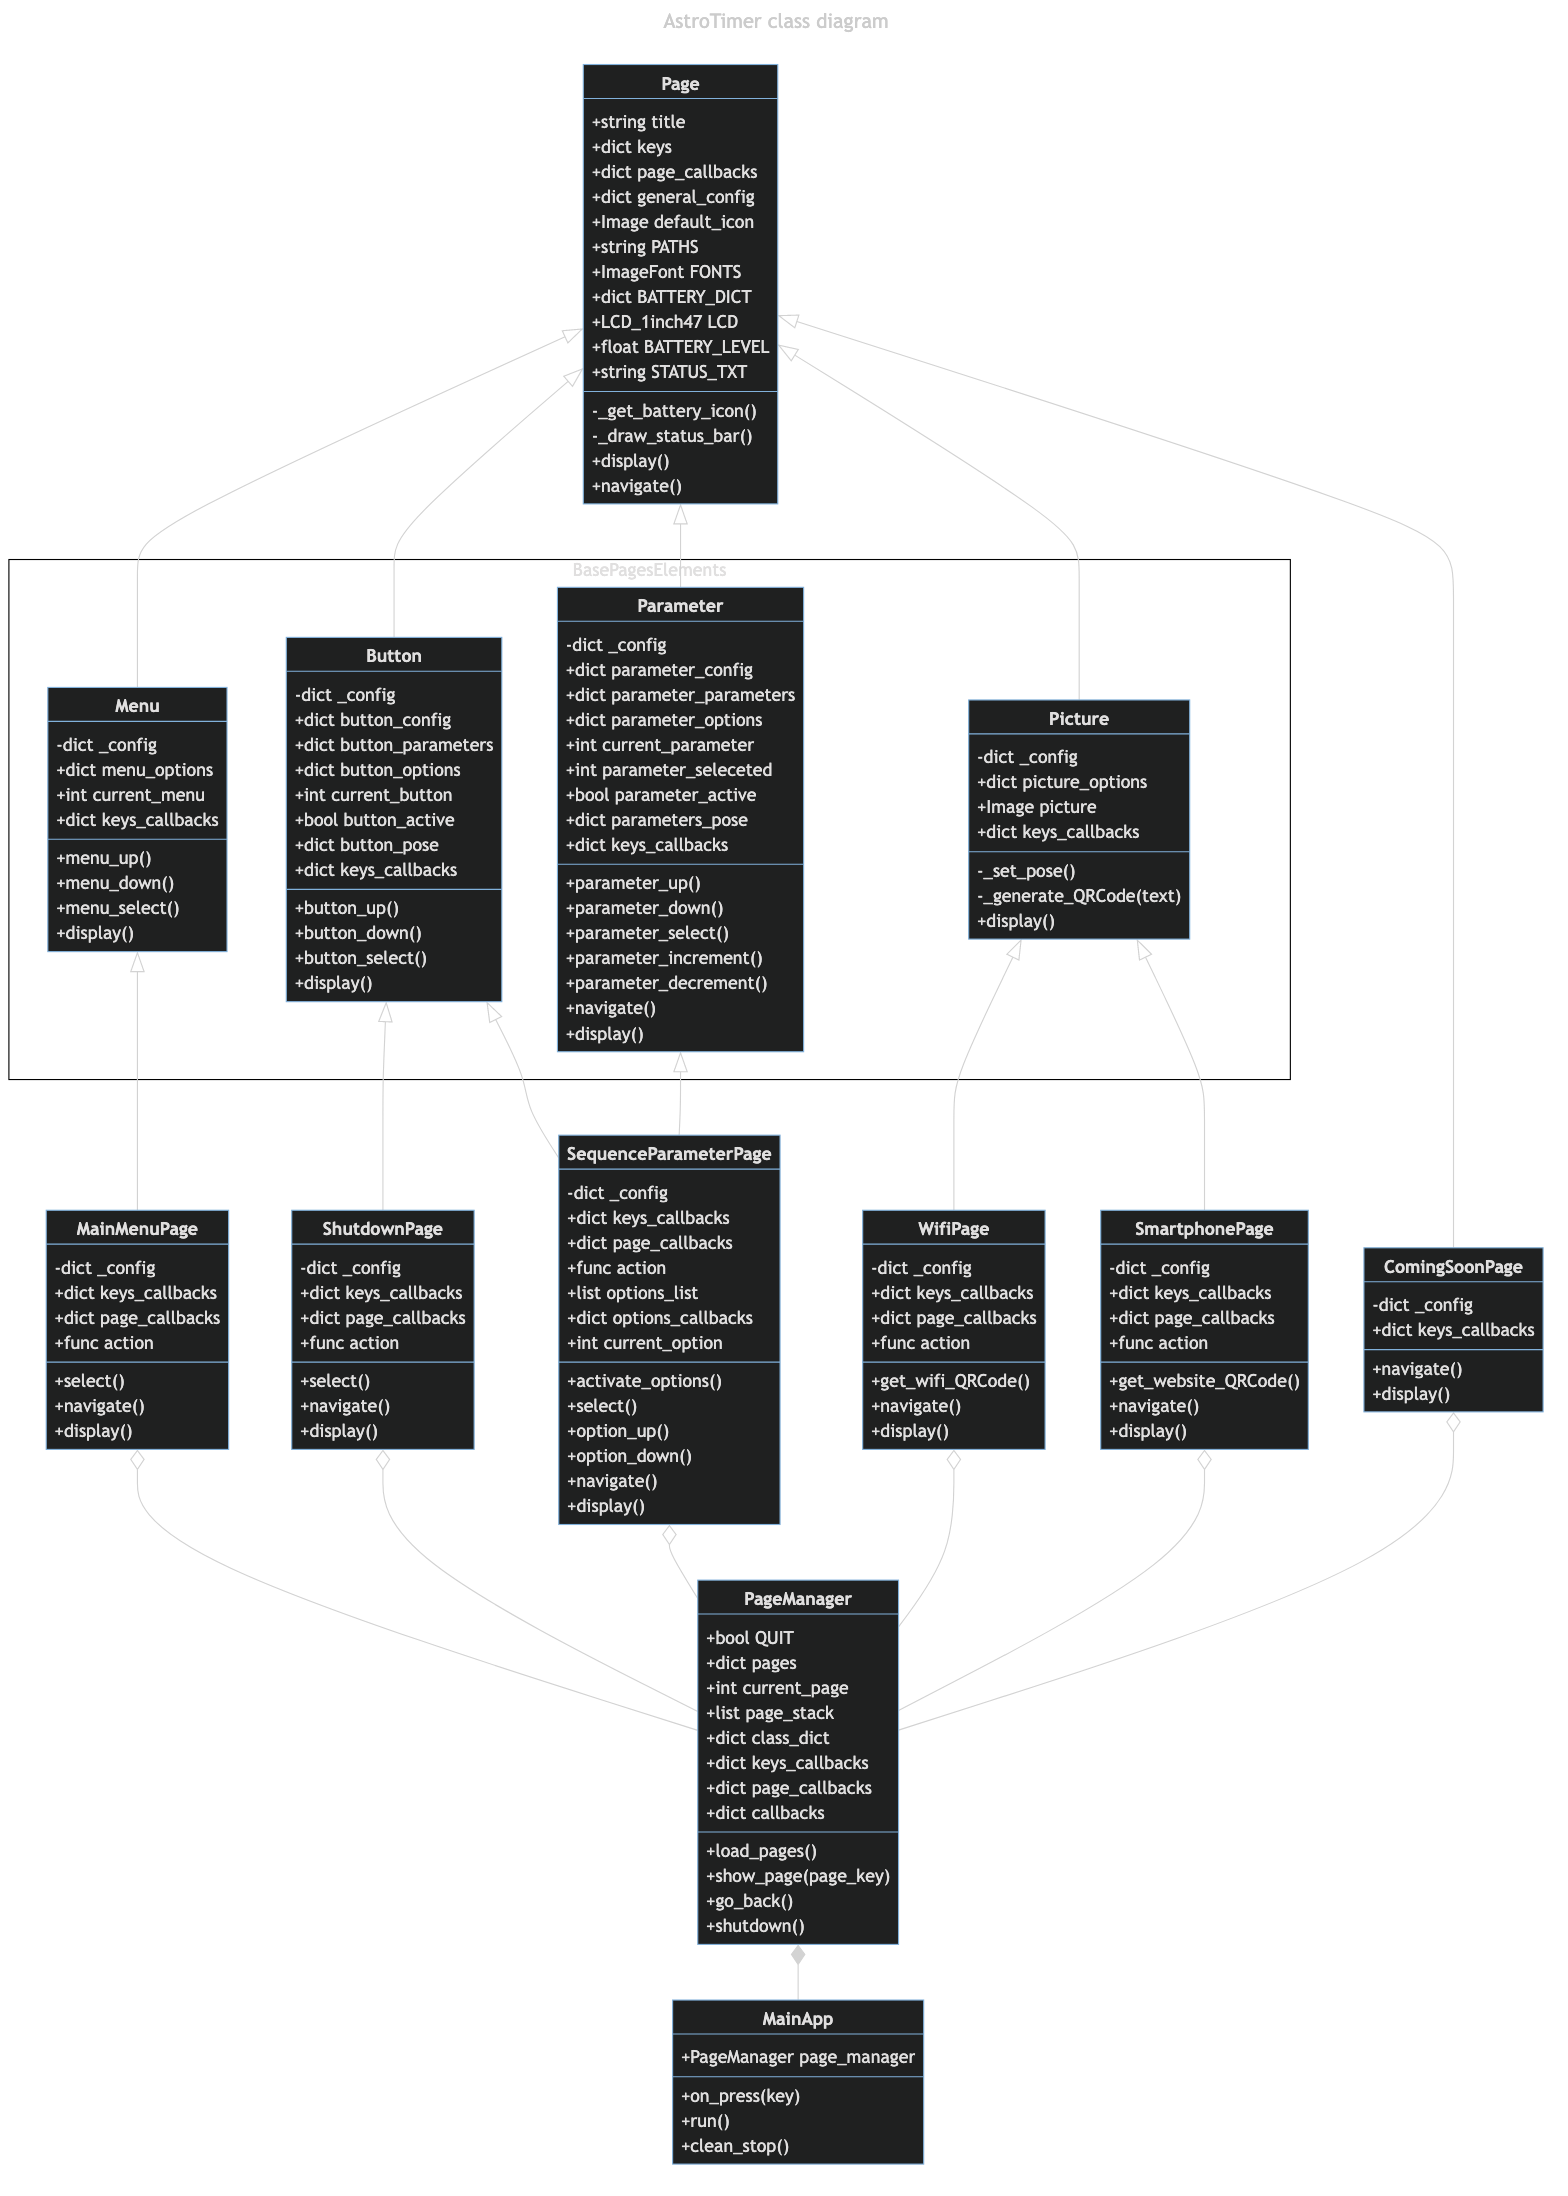 AstroTimer class diagram
Page
+string title
+dict keys
+dict page_callbacks
+dict general_config
+Image default_icon
+string PATHS
+ImageFont FONTS
+dict BATTERY_DICT
+LCD_1inch47 LCD
+float BATTERY_LEVEL
+string STATUS_TXT
-_get_battery_icon()
-_draw_status_bar()
+display()
+navigate()
BasePagesElements
Menu
-dict _config
+dict menu_options
+int current_menu
+dict keys_callbacks
+menu_up()
+menu_down()
+menu_select()
+display()
Button
-dict _config
+dict button_config
+dict button_parameters
+dict button_options
+int current_button
+bool button_active
+dict button_pose
+dict keys_callbacks
+button_up()
+button_down()
+button_select()
+display()
Parameter
-dict _config
+dict parameter_config
+dict parameter_parameters
+dict parameter_options
+int current_parameter
+int parameter_seleceted
+bool parameter_active
+dict parameters_pose
+dict keys_callbacks
+parameter_up()
+parameter_down()
+parameter_select()
+parameter_increment()
+parameter_decrement()
+navigate()
+display()
Picture
-dict _config
+dict picture_options
+Image picture
+dict keys_callbacks
-_set_pose()
-_generate_QRCode(text)
+display()
MainMenuPage
-dict _config
+dict keys_callbacks
+dict page_callbacks
+func action
+select()
+navigate()
+display()
ShutdownPage
-dict _config
+dict keys_callbacks
+dict page_callbacks
+func action
+select()
+navigate()
+display()
SequenceParameterPage
-dict _config
+dict keys_callbacks
+dict page_callbacks
+func action
+list options_list
+dict options_callbacks
+int current_option
+activate_options()
+select()
+option_up()
+option_down()
+navigate()
+display()
WifiPage
-dict _config
+dict keys_callbacks
+dict page_callbacks
+func action
+get_wifi_QRCode()
+navigate()
+display()
SmartphonePage
-dict _config
+dict keys_callbacks
+dict page_callbacks
+func action
+get_website_QRCode()
+navigate()
+display()
ComingSoonPage
-dict _config
+dict keys_callbacks
+navigate()
+display()
PageManager
+bool QUIT
+dict pages
+int current_page
+list page_stack
+dict class_dict
+dict keys_callbacks
+dict page_callbacks
+dict callbacks
+load_pages()
+show_page(page_key)
+go_back()
+shutdown()
MainApp
+PageManager page_manager
+on_press(key)
+run()
+clean_stop()